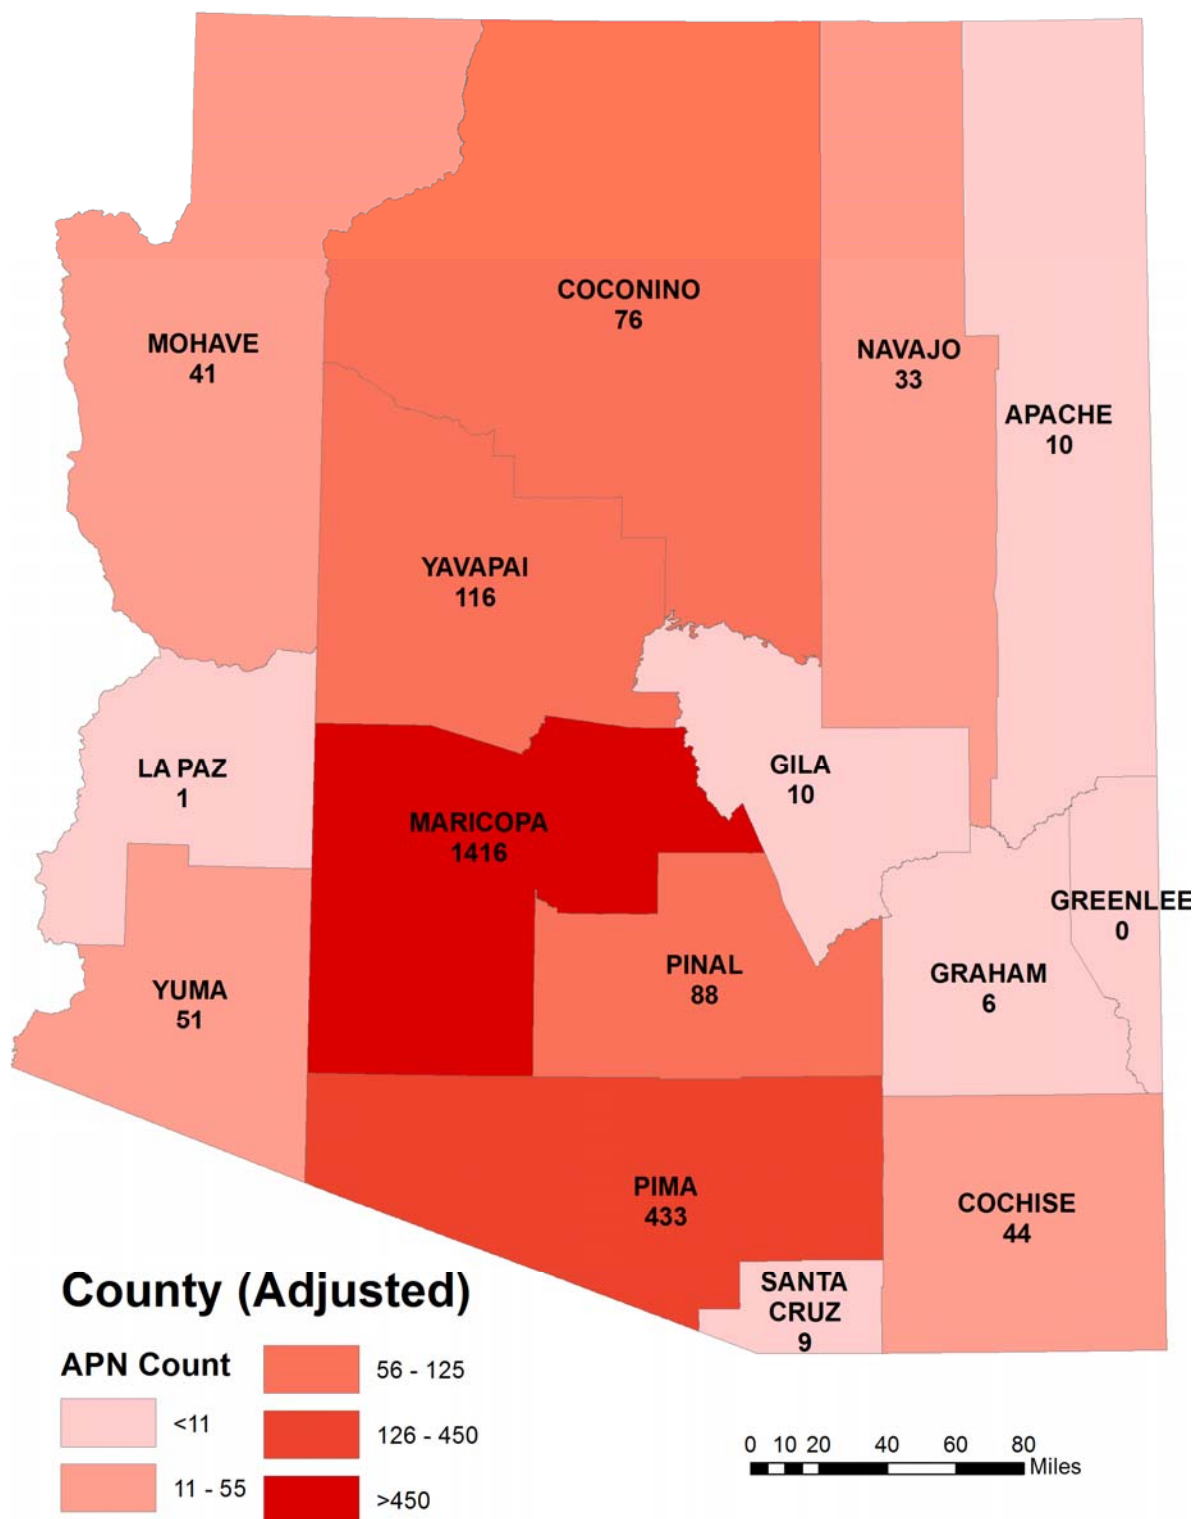 COCONINO
76
MOHAVE
41
NAVAJO
33
APACHE
10
YAVAPAI
116
LA PAZ
1
GILA
10
MARICOPA
1416
GREENLEE
0
PINAL
88
GRAHAM
6
YUMA
51
PIMA
433
COCHISE
44
SANTA
CRUZ
9
County (Adjusted)
APN Count
<11
11 - 55
56 - 125
126 - 450
>450
0 10 20 40 60 80
Miles